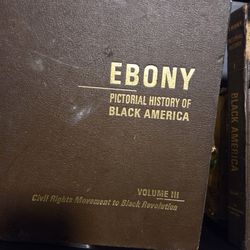 EBONY
PICTORIAL HISTORY OF
BLACK AMERICA
VOLUME III
Civil Rights Movement to Black Revolution
BLACK AMERICA